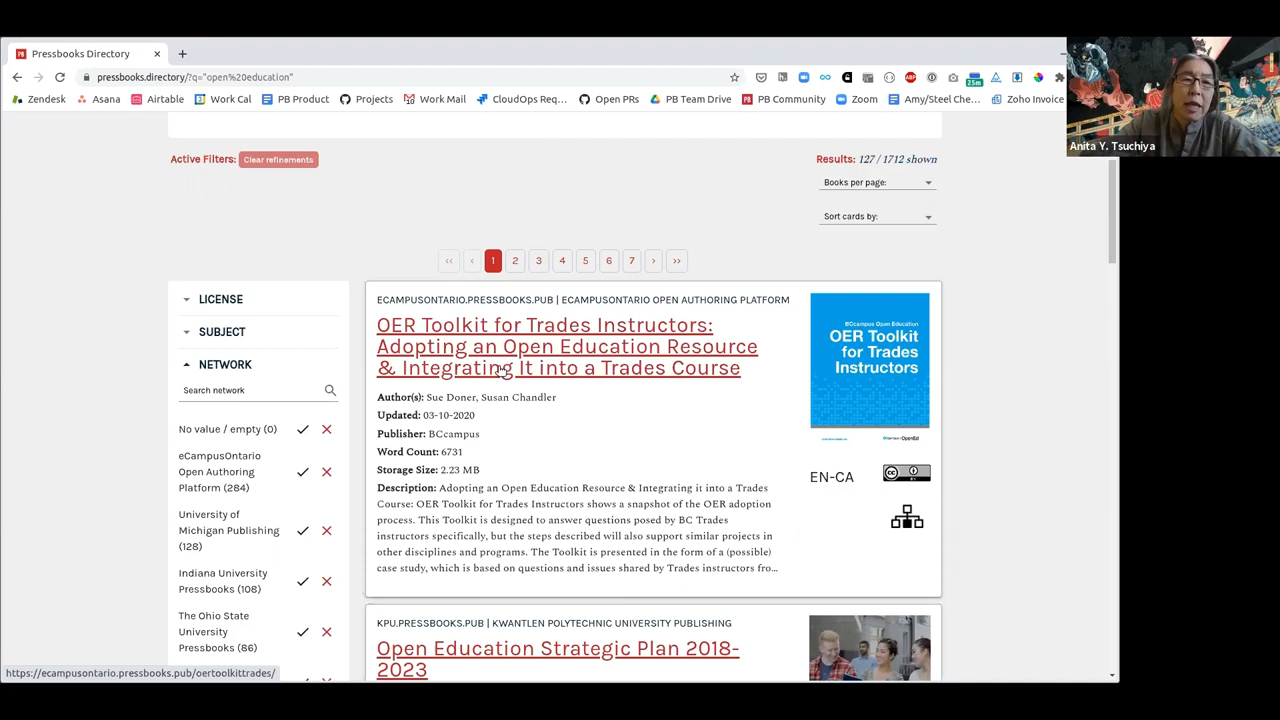 Pressbooks Directory
pressbooks.directory/?q="open%20education"
25m
Zendesk
Asana
Airtable
Work Cal
PB Product
Projects
Work Mail
CloudOps Req...
Open PRs
PB Team Drive
PB Community
Zoom
Amy/Steel Che...
Zoho Invoice
Anita Y. Tsuchiya
Active Filters: Clear refinements
Results: 127 / 1712 shown
Books per page:
Sort cards by:
‹‹ ‹ 1 2 3 4 5 6 7 › ››
LICENSE
SUBJECT
NETWORK
Search network
No value / empty (0)
eCampusOntario
Open Authoring
Platform (284)
University of
Michigan Publishing
(128)
Indiana University
Pressbooks (108)
The Ohio State
University
Pressbooks (86)
ECAMPUSONTARIO.PRESSBOOKS.PUB | ECAMPUSONTARIO OPEN AUTHORING PLATFORM
OER Toolkit for Trades Instructors:
Adopting an Open Education Resource
& Integrating It into a Trades Course
Author(s): Sue Doner, Susan Chandler
Updated: 03-10-2020
Publisher: BCcampus
Word Count: 6731
Storage Size: 2.23 MB
Description: Adopting an Open Education Resource & Integrating it into a Trades
Course: OER Toolkit for Trades Instructors shows a snapshot of the OER adoption
process. This Toolkit is designed to answer questions posed by BC Trades
instructors specifically, but the steps described will also support similar projects in
other disciplines and programs. The Toolkit is presented in the form of a (possible)
case study, which is based on questions and issues shared by Trades instructors fro...
BCcampus Open Education
OER Toolkit
for Trades
Instructors
EN-CA
CC BY
KPU.PRESSBOOKS.PUB | KWANTLEN POLYTECHNIC UNIVERSITY PUBLISHING
Open Education Strategic Plan 2018-
2023
https://ecampusontario.pressbooks.pub/oertoolkittrades/